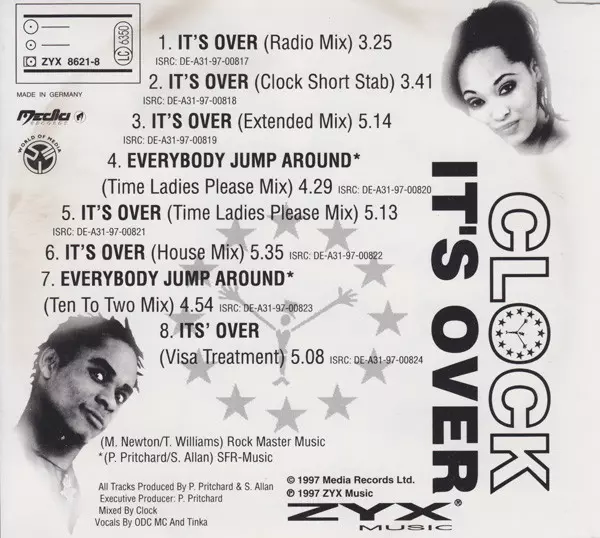 ZYX 8621-8
LC 6350
MADE IN GERMANY
Media
records
WORLD OF MEDIA
1. IT'S OVER (Radio Mix) 3.25
ISRC: DE-A31-97-00817
2. IT'S OVER (Clock Short Stab) 3.41
ISRC: DE-A31-97-00818
3. IT'S OVER (Extended Mix) 5.14
ISRC: DE-A31-97-00819
4. EVERYBODY JUMP AROUND*
(Time Ladies Please Mix) 4.29 ISRC: DE-A31-97-00820
5. IT'S OVER (Time Ladies Please Mix) 5.13
ISRC: DE-A31-97-00821
6. IT'S OVER (House Mix) 5.35 ISRC: DE-A31-97-00822
7. EVERYBODY JUMP AROUND*
(Ten To Two Mix) 4.54 ISRC: DE-A31-97-00823
8. ITS' OVER
(Visa Treatment) 5.08 ISRC: DE-A31-97-00824
CLOCK
IT'S OVER
(M. Newton/T. Williams) Rock Master Music
*(P. Pritchard/S. Allan) SFR-Music
All Tracks Produced By P. Pritchard & S. Allan
Executive Producer: P. Pritchard
Mixed By Clock
Vocals By ODC MC And Tinka
© 1997 Media Records Ltd.
℗ 1997 ZYX Music
ZYX®
MUSIC